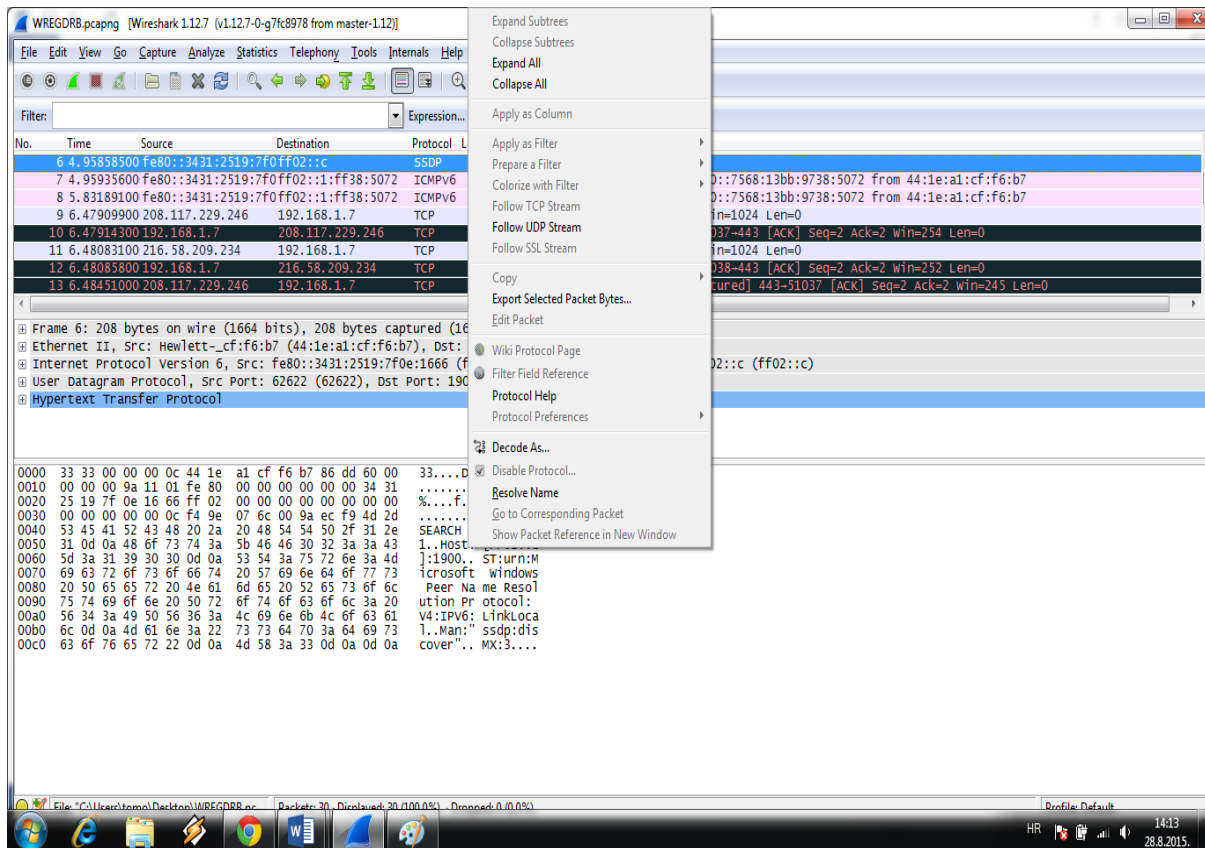 WREGDRB.pcapng [Wireshark 1.12.7 (v1.12.7-0-g7fc8978 from master-1.12)]
File Edit View Go Capture Analyze Statistics Telephony Tools Internals Help
Filter: Expression...
No. Time Source Destination Protocol L
6 4.95858500 fe80::3431:2519:7f0 ff02::c SSDP
7 4.95935600 fe80::3431:2519:7f0 ff02::1:ff38:5072 ICMPv6 0::7568:13bb:9738:5072 from 44:1e:a1:cf:f6:b7
8 5.83189100 fe80::3431:2519:7f0 ff02::1:ff38:5072 ICMPv6 0::7568:13bb:9738:5072 from 44:1e:a1:cf:f6:b7
9 6.47909900 208.117.229.246 192.168.1.7 TCP in=1024 Len=0
10 6.47914300 192.168.1.7 208.117.229.246 TCP 037→443 [ACK] Seq=2 Ack=2 Win=254 Len=0
11 6.48083100 216.58.209.234 192.168.1.7 TCP in=1024 Len=0
12 6.48085800 192.168.1.7 216.58.209.234 TCP 038→443 [ACK] Seq=2 Ack=2 Win=252 Len=0
13 6.48451000 208.117.229.246 192.168.1.7 TCP tured] 443→51037 [ACK] Seq=2 Ack=2 Win=245 Len=0
Frame 6: 208 bytes on wire (1664 bits), 208 bytes captured (16
Ethernet II, Src: Hewlett-_cf:f6:b7 (44:1e:a1:cf:f6:b7), Dst:
Internet Protocol Version 6, Src: fe80::3431:2519:7f0e:1666 (f 02::c (ff02::c)
User Datagram Protocol, Src Port: 62622 (62622), Dst Port: 190
Hypertext Transfer Protocol
0000 33 33 00 00 00 0c 44 1e a1 cf f6 b7 86 dd 60 00 33....D
0010 00 00 00 9a 11 01 fe 80 00 00 00 00 00 00 34 31 .......
0020 25 19 7f 0e 16 66 ff 02 00 00 00 00 00 00 00 00 %....f.
0030 00 00 00 00 00 0c f4 9e 07 6c 00 9a ec f9 4d 2d .......
0040 53 45 41 52 43 48 20 2a 20 48 54 54 50 2f 31 2e SEARCH
0050 31 0d 0a 48 6f 73 74 3a 5b 46 46 30 32 3a 3a 43 1..Host: [FF02::C
0060 5d 3a 31 39 30 30 0d 0a 53 54 3a 75 72 6e 3a 4d ]:1900.. ST:urn:M
0070 69 63 72 6f 73 6f 66 74 20 57 69 6e 64 6f 77 73 icrosoft Windows
0080 20 50 65 65 72 20 4e 61 6d 65 20 52 65 73 6f 6c Peer Na me Resol
0090 75 74 69 6f 6e 20 50 72 6f 74 6f 63 6f 6c 3a 20 ution Pr otocol:
00a0 56 34 3a 49 50 56 36 3a 4c 69 6e 6b 4c 6f 63 61 V4:IPV6: LinkLoca
00b0 6c 0d 0a 4d 61 6e 3a 22 73 73 64 70 3a 64 69 73 l..Man:" ssdp:dis
00c0 63 6f 76 65 72 22 0d 0a 4d 58 3a 33 0d 0a 0d 0a cover".. MX:3....
Expand Subtrees
Collapse Subtrees
Expand All
Collapse All
Apply as Column
Apply as Filter
Prepare a Filter
Colorize with Filter
Follow TCP Stream
Follow UDP Stream
Follow SSL Stream
Copy
Export Selected Packet Bytes...
Edit Packet
Wiki Protocol Page
Filter Field Reference
Protocol Help
Protocol Preferences
Decode As...
Disable Protocol...
Resolve Name
Go to Corresponding Packet
Show Packet Reference in New Window
File: "C:\Users\tomo\Desktop\WREGDRB.pc... Packets: 30 · Displayed: 30 (100.0%) · Dropped: 0 (0.0%) Profile: Default
HR 14:13
28.8.2015.